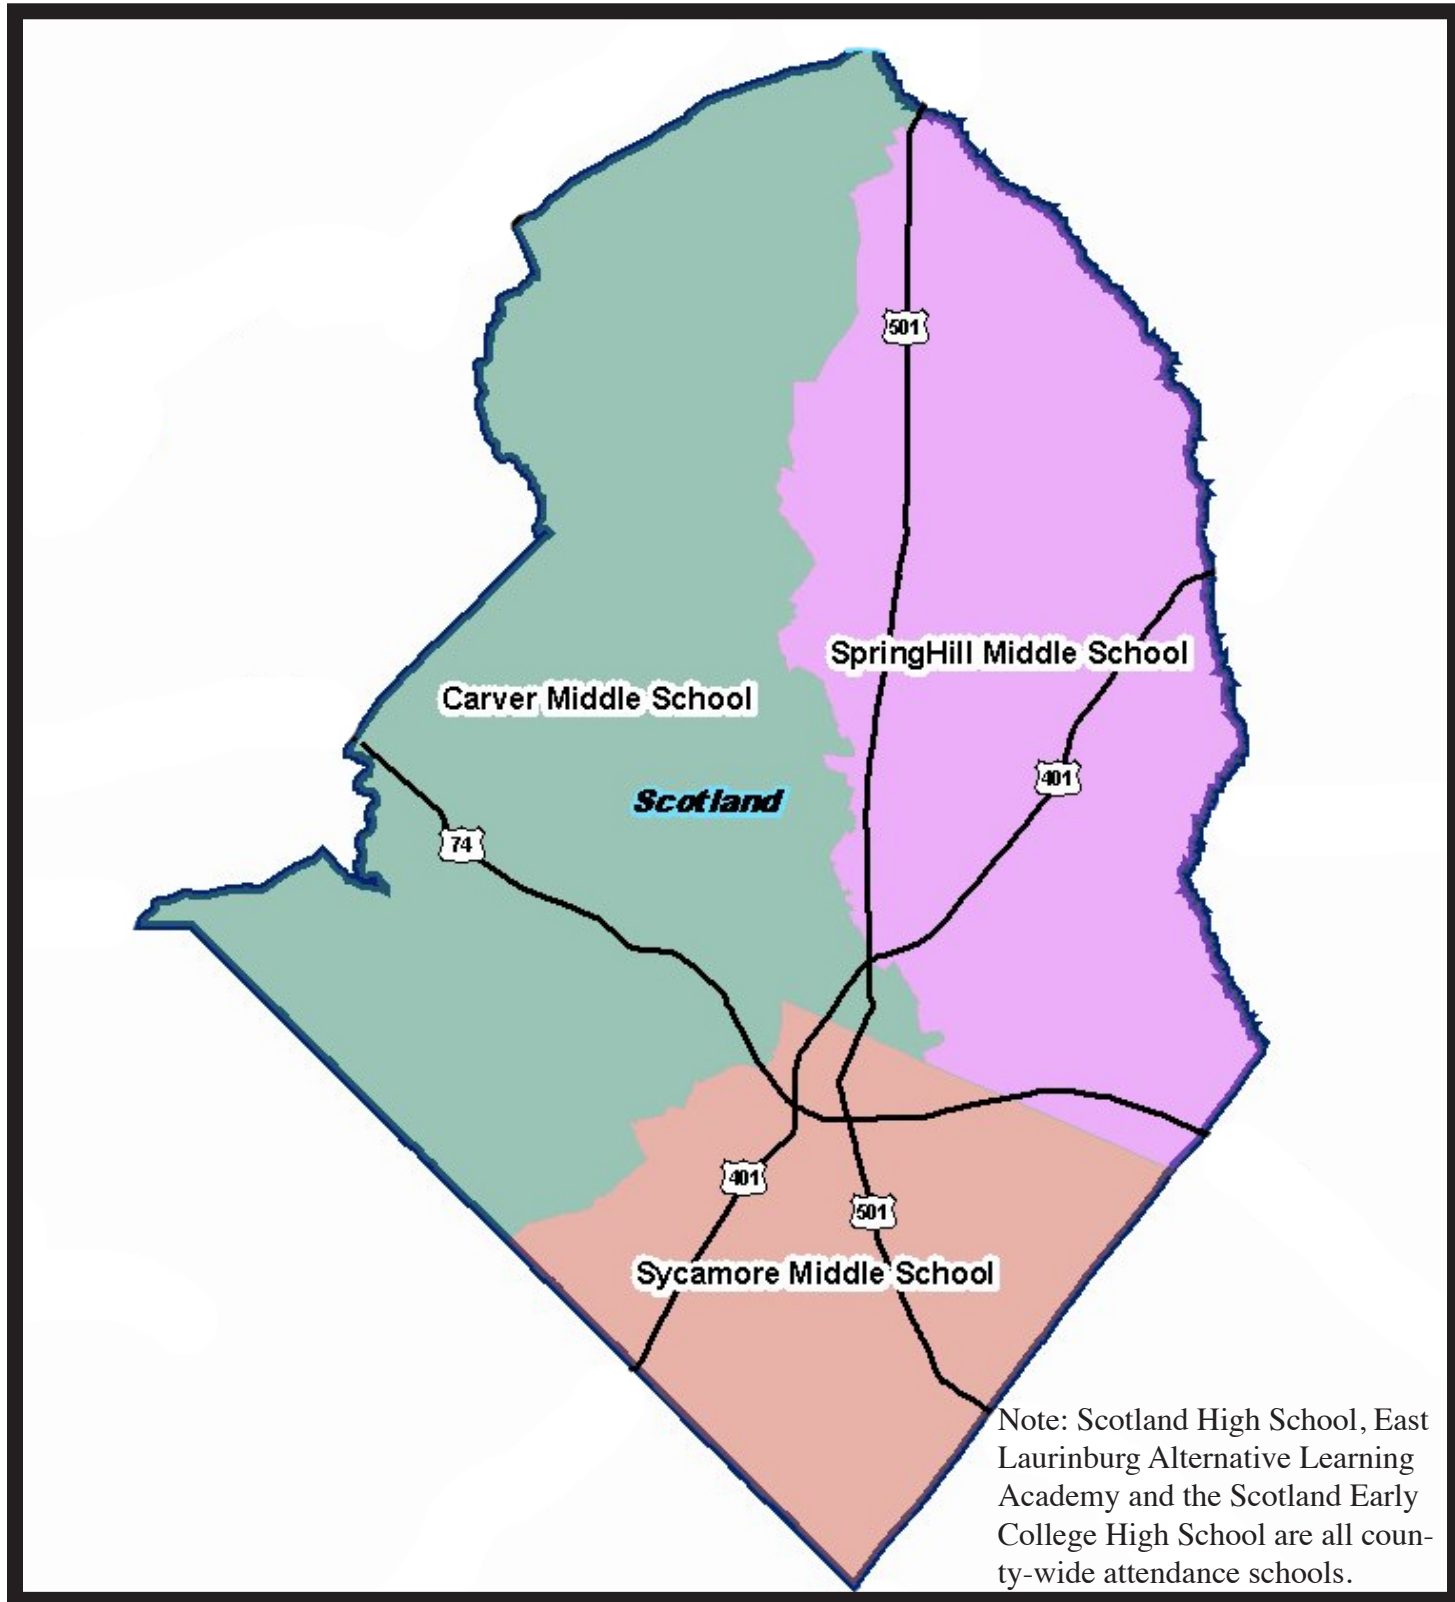 501
SpringHill Middle School
Carver Middle School
401
Scotland
74
401
501
Sycamore Middle School
Note: Scotland High School, East
Laurinburg Alternative Learning
Academy and the Scotland Early
College High School are all coun-
ty-wide attendance schools.